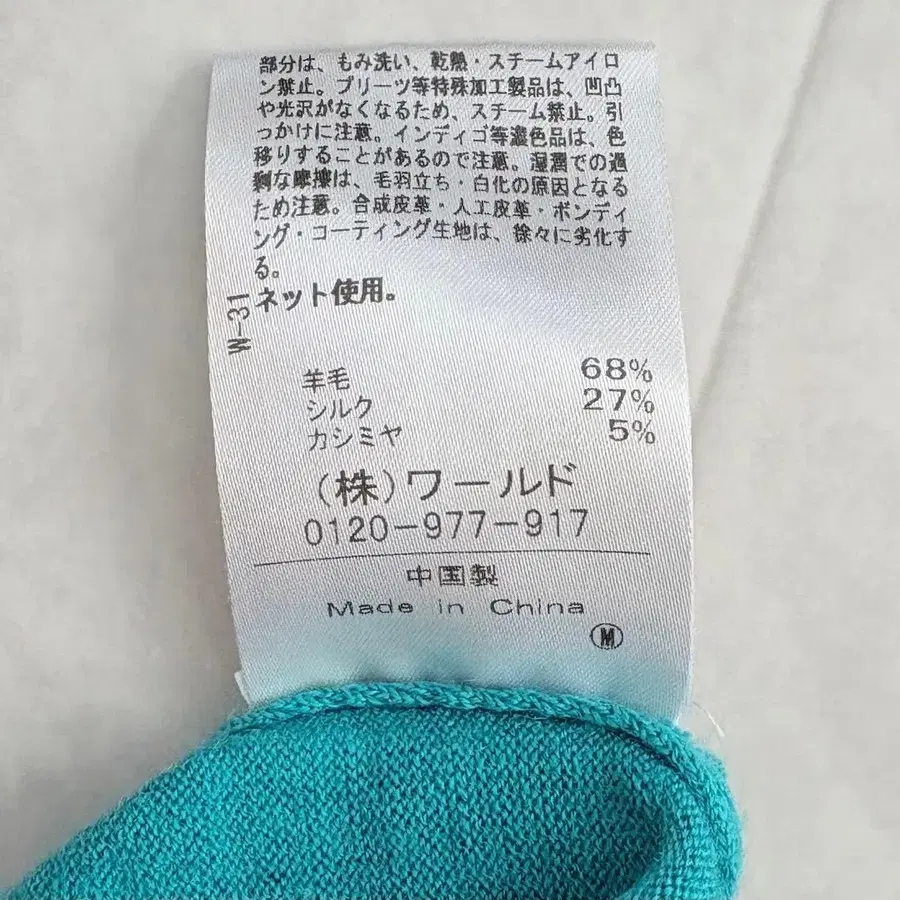 部分は、もみ洗い、乾熱・スチームアイロ
ン禁止。プリーツ等特殊加工製品は、凹凸
や光沢がなくなるため、スチーム禁止。引
っかけに注意。インディゴ等濃色品は、色
移りすることがあるので注意。湿潤での過
剰な摩擦は、毛羽立ち・白化の原因となる
ため注意。合成皮革・人工皮革・ボンディ
ング・コーティング生地は、徐々に劣化す
る。
ネット使用。
W-31
羊毛 68%
シルク 27%
カシミヤ 5%
(株)ワールド
0120-977-917
中国製
Made in China
M